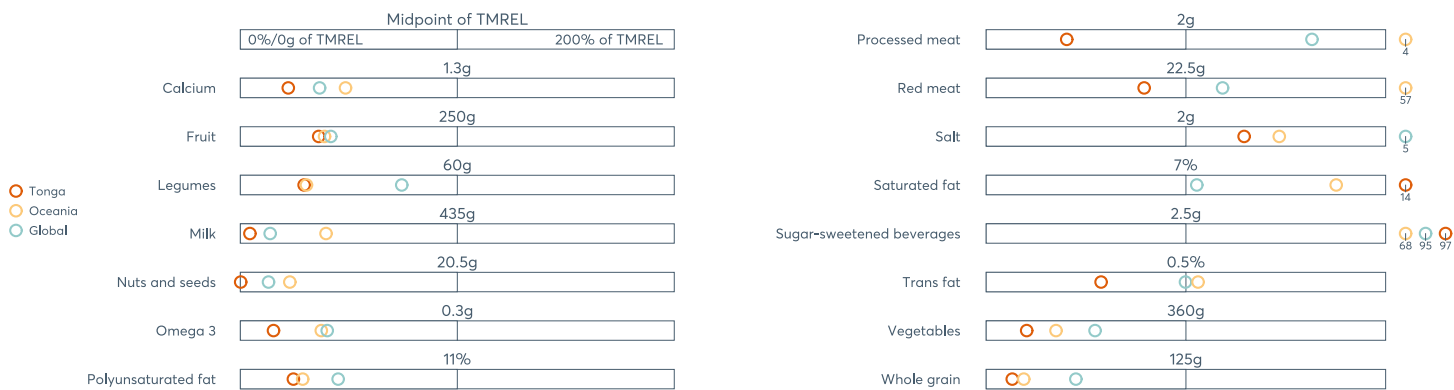 Midpoint of TMREL
0%/0g of TMREL
200% of TMREL
1.3g
Calcium
250g
Fruit
60g
Legumes
435g
Milk
20.5g
Nuts and seeds
0.3g
Omega 3
11%
Polyunsaturated fat
Tonga
Oceania
Global
2g
Processed meat
4
22.5g
Red meat
57
2g
Salt
5
7%
Saturated fat
14
2.5g
Sugar-sweetened beverages
68 95 97
0.5%
Trans fat
360g
Vegetables
125g
Whole grain